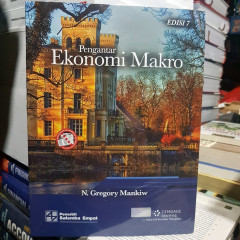 EDISI 7
Pengantar
Ekonomi Makro
N. Gregory Mankiw
Penerbit
Salemba Empat
CENGAGE
Learning